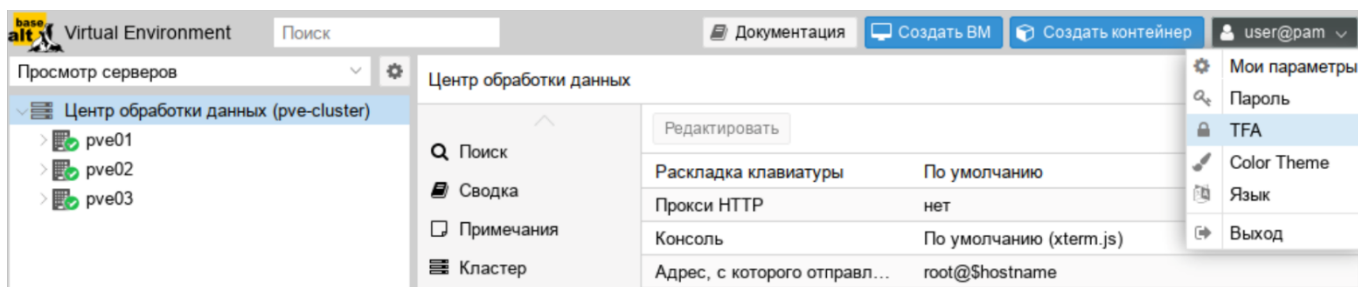 base alt Virtual Environment Поиск Документация Создать ВМ Создать контейнер user@pam
Просмотр серверов
Центр обработки данных (pve-cluster)
pve01
pve02
pve03
Центр обработки данных
Поиск
Сводка
Примечания
Кластер
Редактировать
Раскладка клавиатуры По умолчанию
Прокси HTTP нет
Консоль По умолчанию (xterm.js)
Адрес, с которого отправл... root@$hostname
Мои параметры
Пароль
TFA
Color Theme
Язык
Выход